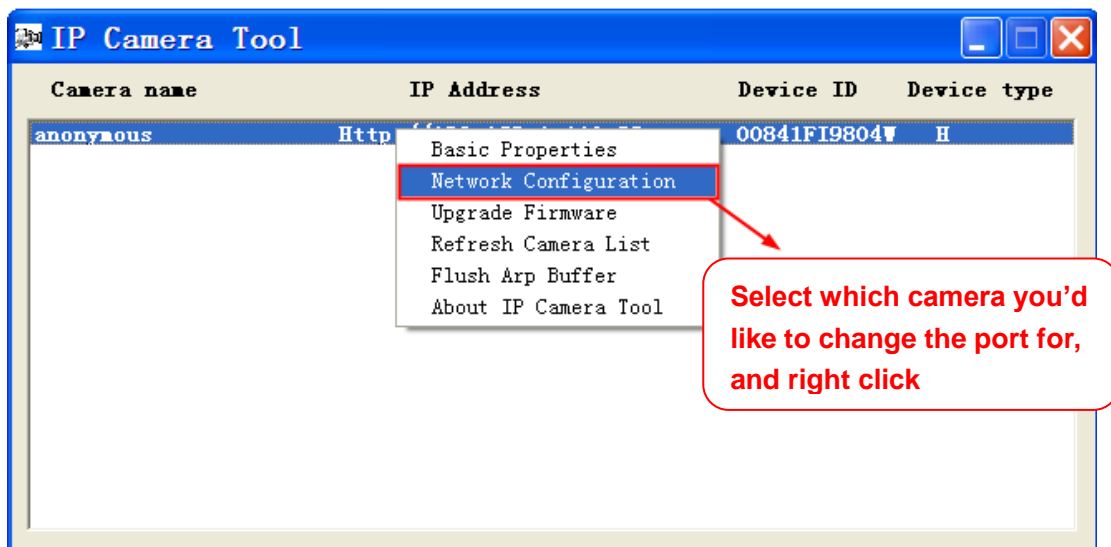 IP Camera Tool
Camera name IP Address Device ID Device type
anonymous Http 00841FI9804W H
Basic Properties
Network Configuration
Upgrade Firmware
Refresh Camera List
Flush Arp Buffer
About IP Camera Tool
Select which camera you’d
like to change the port for,
and right click